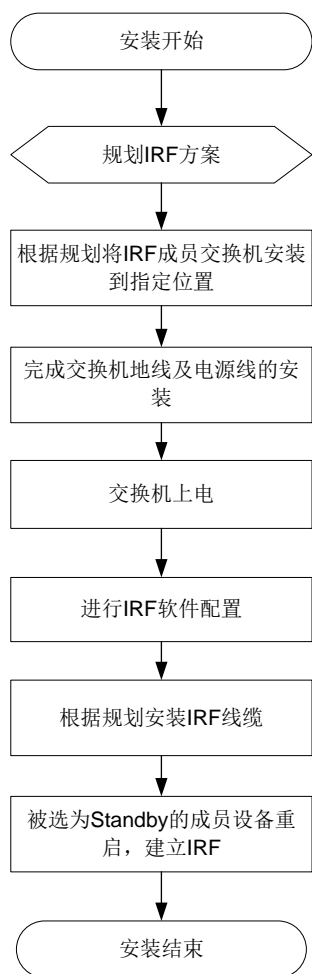 安装开始
规划IRF方案
根据规划将IRF成员交换机安装
到指定位置
完成交换机地线及电源线的安
装
交换机上电
进行IRF软件配置
根据规划安装IRF线缆
被选为Standby的成员设备重
启，建立IRF
安装结束